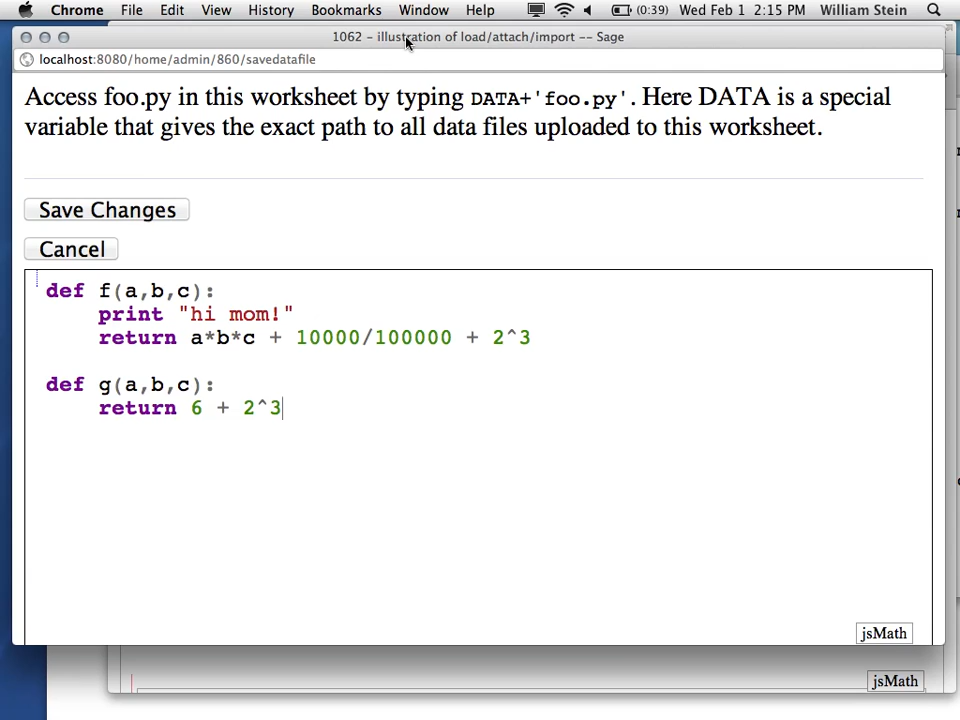 Chrome File Edit View History Bookmarks Window Help (0:39) Wed Feb 1 2:15 PM William Stein
1062 – illustration of load/attach/import -- Sage
localhost:8080/home/admin/860/savedatafile
Access foo.py in this worksheet by typing DATA+'foo.py'. Here DATA is a special
variable that gives the exact path to all data files uploaded to this worksheet.
Save Changes
Cancel
def f(a,b,c):
    print "hi mom!"
    return a*b*c + 10000/100000 + 2^3
def g(a,b,c):
    return 6 + 2^3
jsMath
jsMath